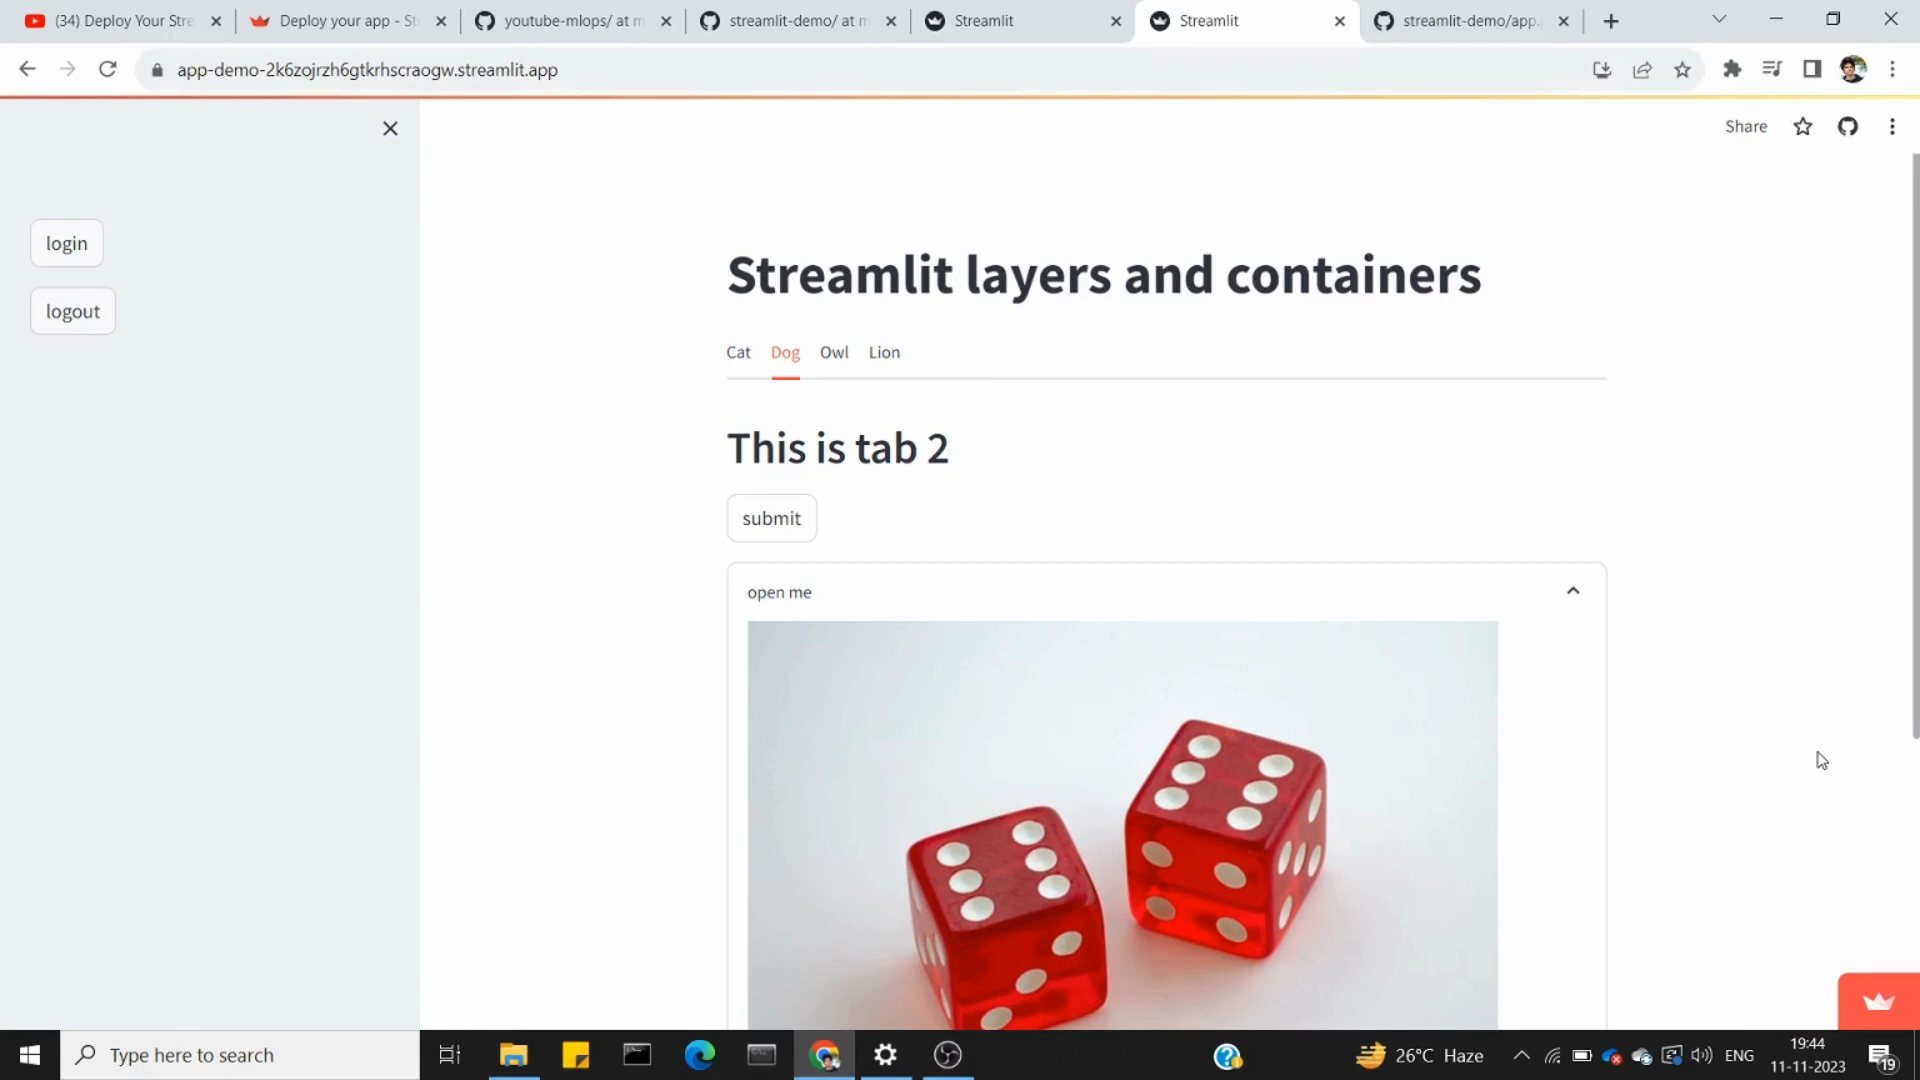 (34) Deploy Your Stre
Deploy your app - St
youtube-mlops/ at m
streamlit-demo/ at m
Streamlit
Streamlit
streamlit-demo/app.
app-demo-2k6zojrzh6gtkrhscraogw.streamlit.app
Share
login
logout
Streamlit layers and containers
Cat Dog Owl Lion
This is tab 2
submit
open me
Type here to search
26°C Haze
ENG
19:44
11-11-2023
19